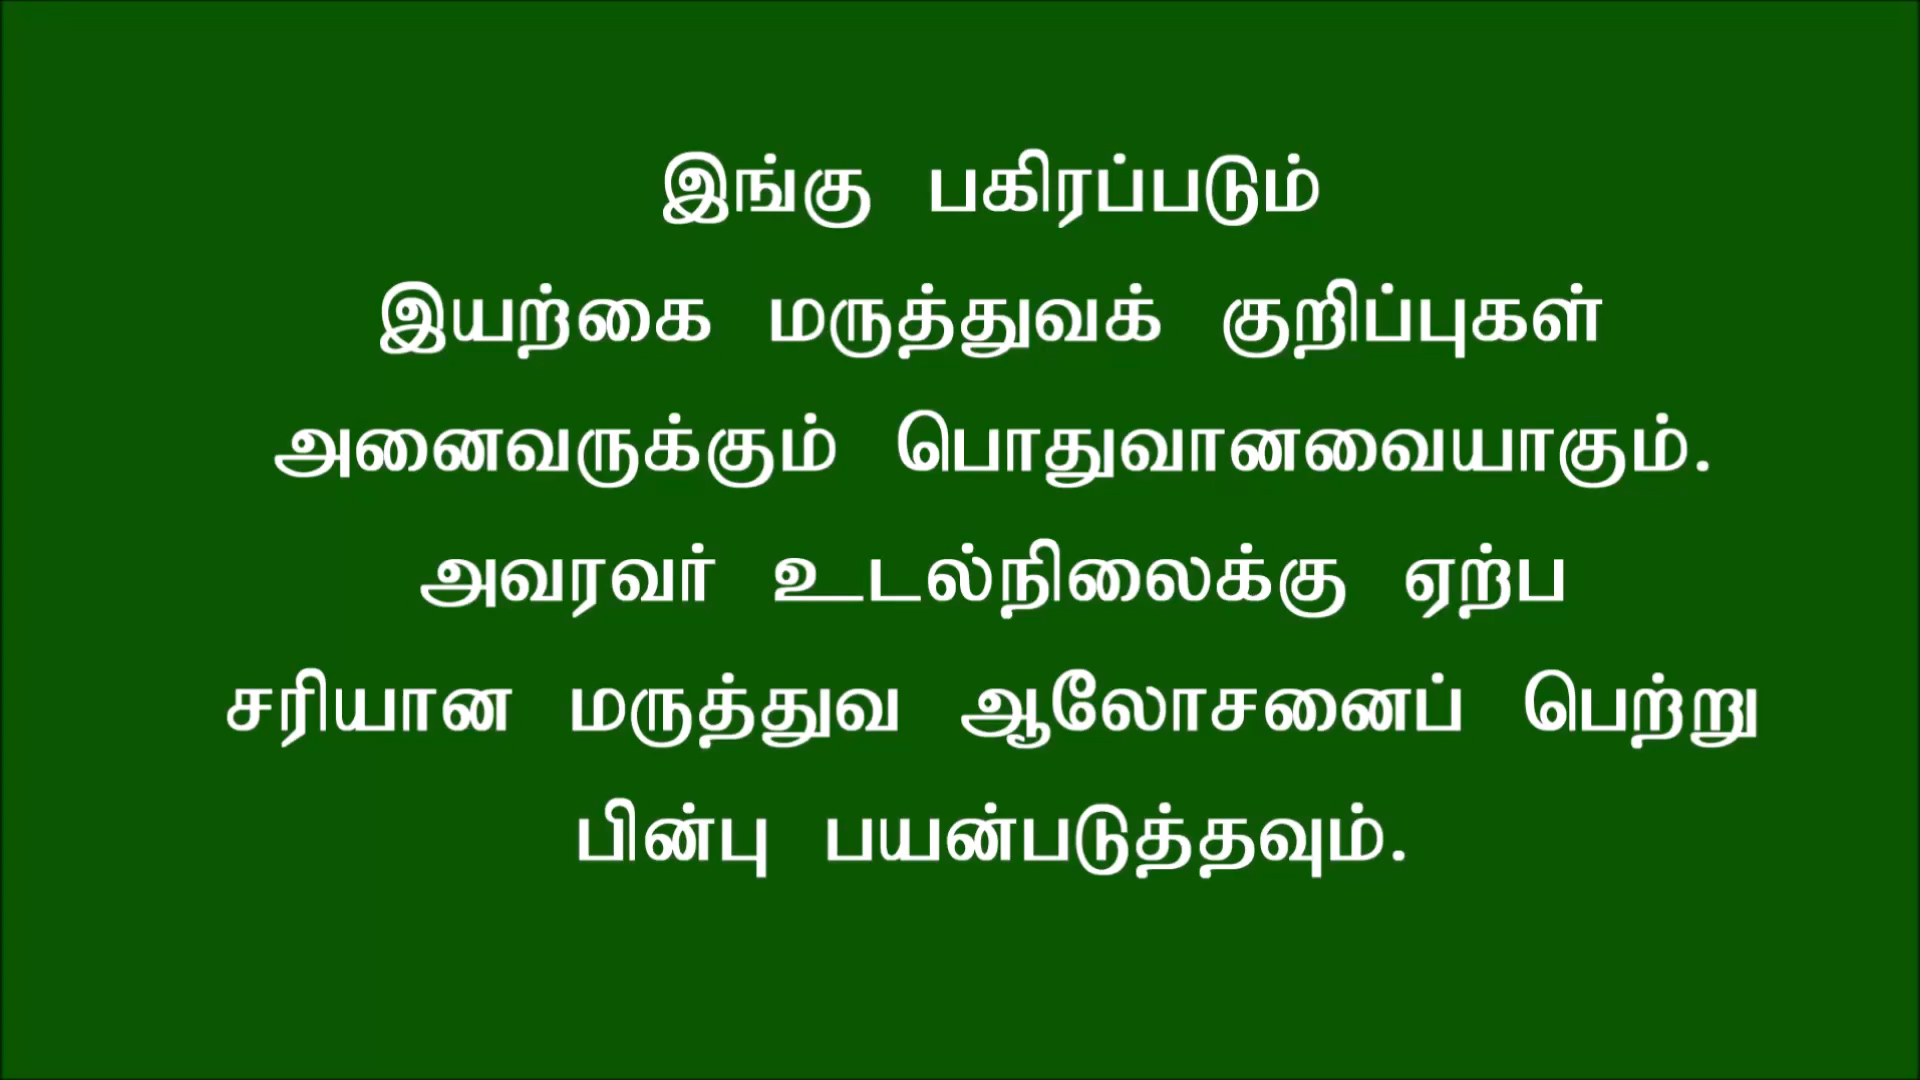 இங்கு பகிரப்படும்
இயற்கை மருத்துவக் குறிப்புகள்
அனைவருக்கும் பொதுவானவையாகும்.
அவரவர் உடல்நிலைக்கு ஏற்ப
சரியான மருத்துவ ஆலோசனைப் பெற்று
பின்பு பயன்படுத்தவும்.